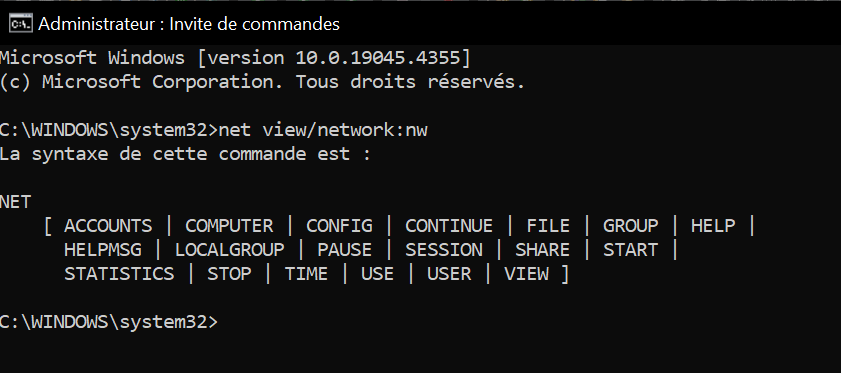 Administrateur : Invite de commandes
Microsoft Windows [version 10.0.19045.4355]
(c) Microsoft Corporation. Tous droits réservés.
C:\WINDOWS\system32>net view/network:nw
La syntaxe de cette commande est :
NET
    [ ACCOUNTS | COMPUTER | CONFIG | CONTINUE | FILE | GROUP | HELP |
      HELPMSG | LOCALGROUP | PAUSE | SESSION | SHARE | START |
      STATISTICS | STOP | TIME | USE | USER | VIEW ]
C:\WINDOWS\system32>